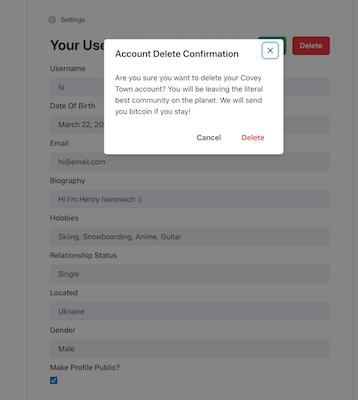 Settings
Your Use
Delete
Account Delete Confirmation
Are you sure you want to delete your Covey
Town account? You will be leaving the literal
best community on the planet. We will send
you bitcoin if you stay!
Cancel
Delete
Username
hi
Date Of Birth
March 22, 20
Email
hi@email.com
Biography
Hi I'm Henry Ivanowich :)
Hobbies
Skiing, Snowboarding, Anime, Guitar
Relationship Status
Single
Located
Ukraine
Gender
Male
Make Profile Public?